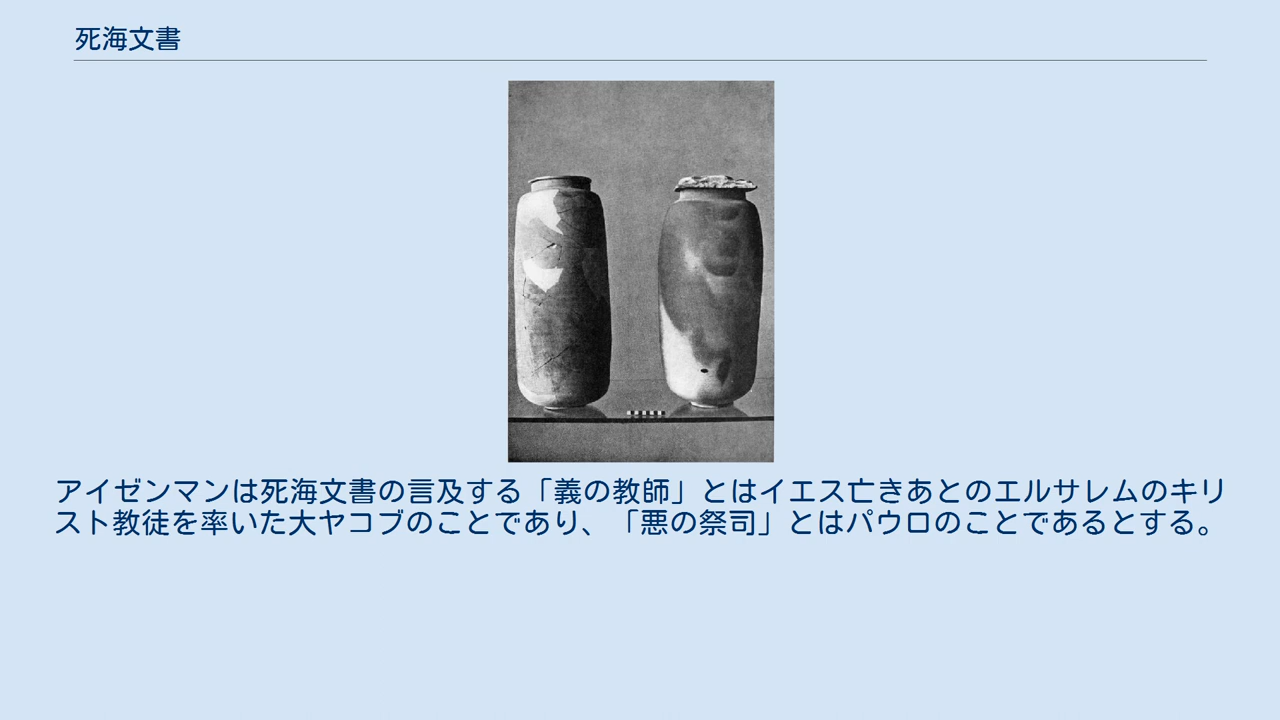 死海文書
アイゼンマンは死海文書の言及する「義の教師」とはイエス亡きあとのエルサレムのキリ
スト教徒を率いた大ヤコブのことであり、「悪の祭司」とはパウロのことであるとする。